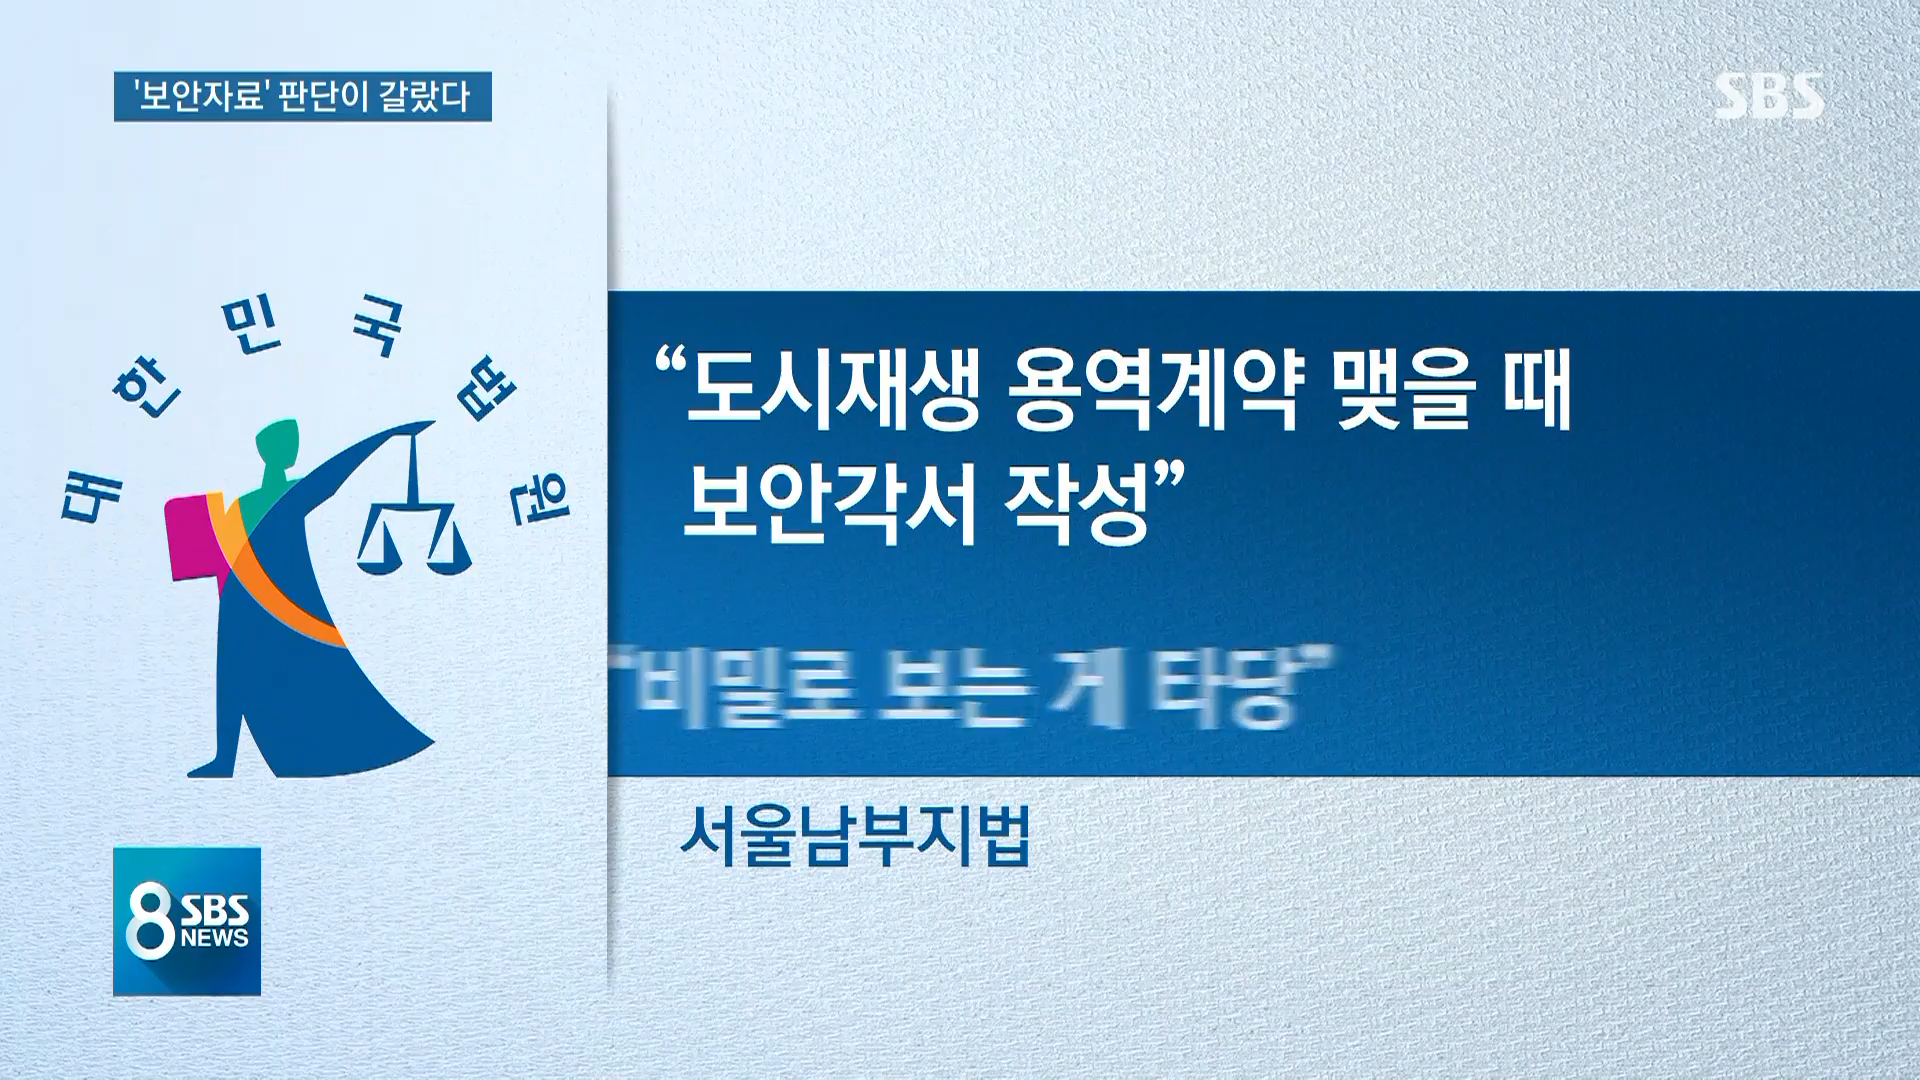 '보안자료' 판단이 갈랐다
SBS
대한민국법원
“도시재생 용역계약 맺을 때
보안각서 작성”
“비밀로 보는 게 타당”
서울남부지법
8 SBS
NEWS